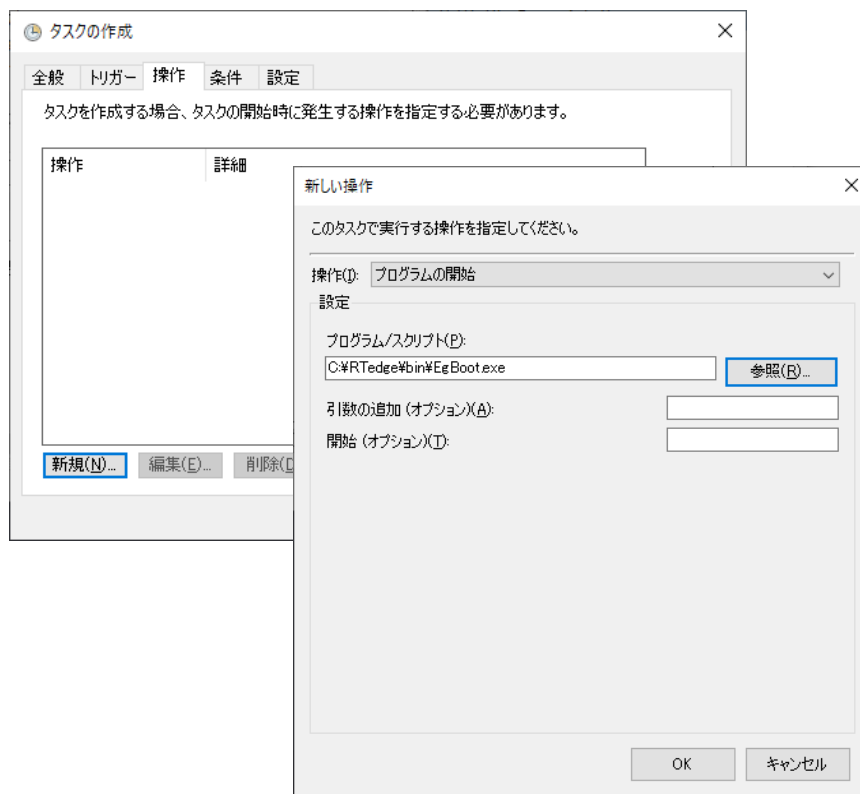 タスクの作成
全般 トリガー 操作 条件 設定
タスクを作成する場合、タスクの開始時に発生する操作を指定する必要があります。
操作 詳細
新規(N)... 編集(E)... 削除(D
新しい操作
このタスクで実行する操作を指定してください。
操作(I): プログラムの開始
設定
プログラム/スクリプト(P):
C:¥RTedge¥bin¥EgBoot.exe 参照(R)...
引数の追加 (オプション)(A):
開始 (オプション)(T):
OK キャンセル